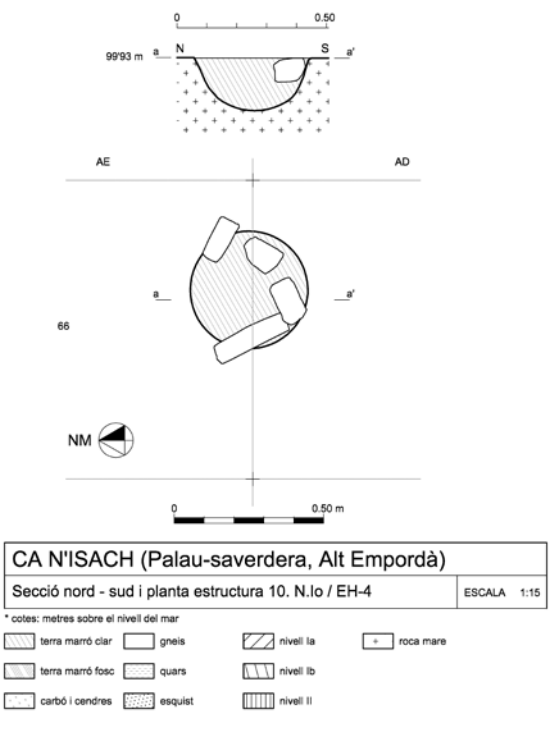 0 0.50
N S
99'93 m a a'
AE AD
a a'
66
NM
0 0.50 m
CA N'ISACH (Palau-saverdera, Alt Empordà)
Secció nord - sud i planta estructura 10. N.Io / EH-4 ESCALA 1:15
* cotes: metres sobre el nivell del mar
terra marró clar gneis nivell Ia roca mare
terra marró fosc quars nivell Ib
carbó i cendres esquist nivell II